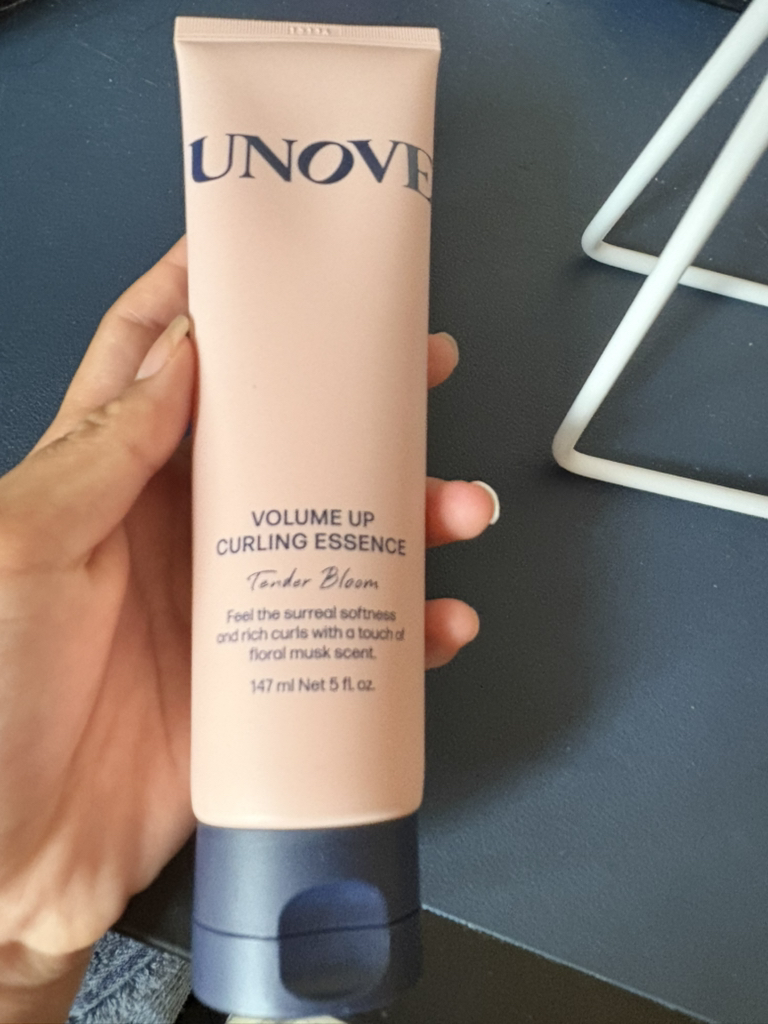 UNOVE
VOLUME UP
CURLING ESSENCE
Tender Bloom
Feel the surreal softness
and rich curls with a touch of
floral musk scent.
147 ml Net 5 fl. oz.